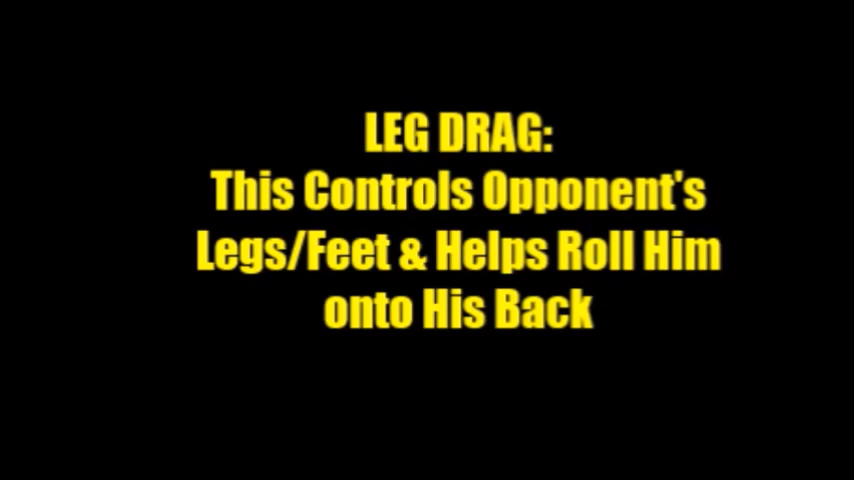 LEG DRAG:
This Controls Opponent's
Legs/Feet & Helps Roll Him
onto His Back